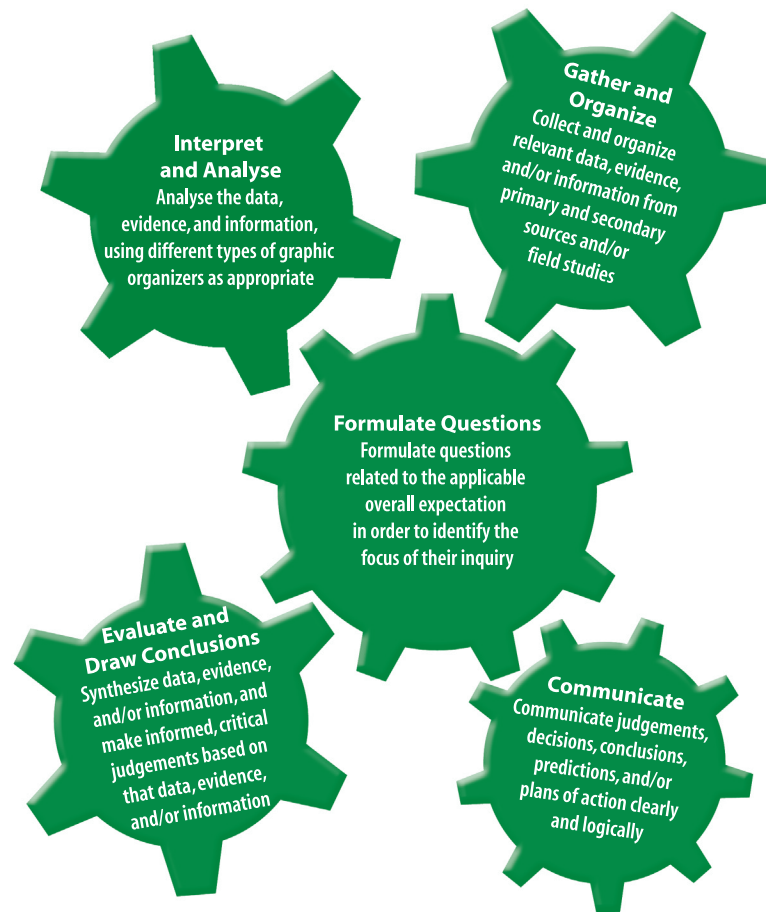 Interpret
and Analyse
Analyse the data,
evidence, and information,
using different types of graphic
organizers as appropriate
Gather and
Organize
Collect and organize
relevant data, evidence,
and/or information from
primary and secondary
sources and/or
field studies
Formulate Questions
Formulate questions
related to the applicable
overall expectation
in order to identify the
focus of their inquiry
Evaluate and
Draw Conclusions
Synthesize data, evidence,
and/or information, and
make informed, critical
judgements based on
that data, evidence,
and/or information
Communicate
Communicate judgements,
decisions, conclusions,
predictions, and/or
plans of action clearly
and logically